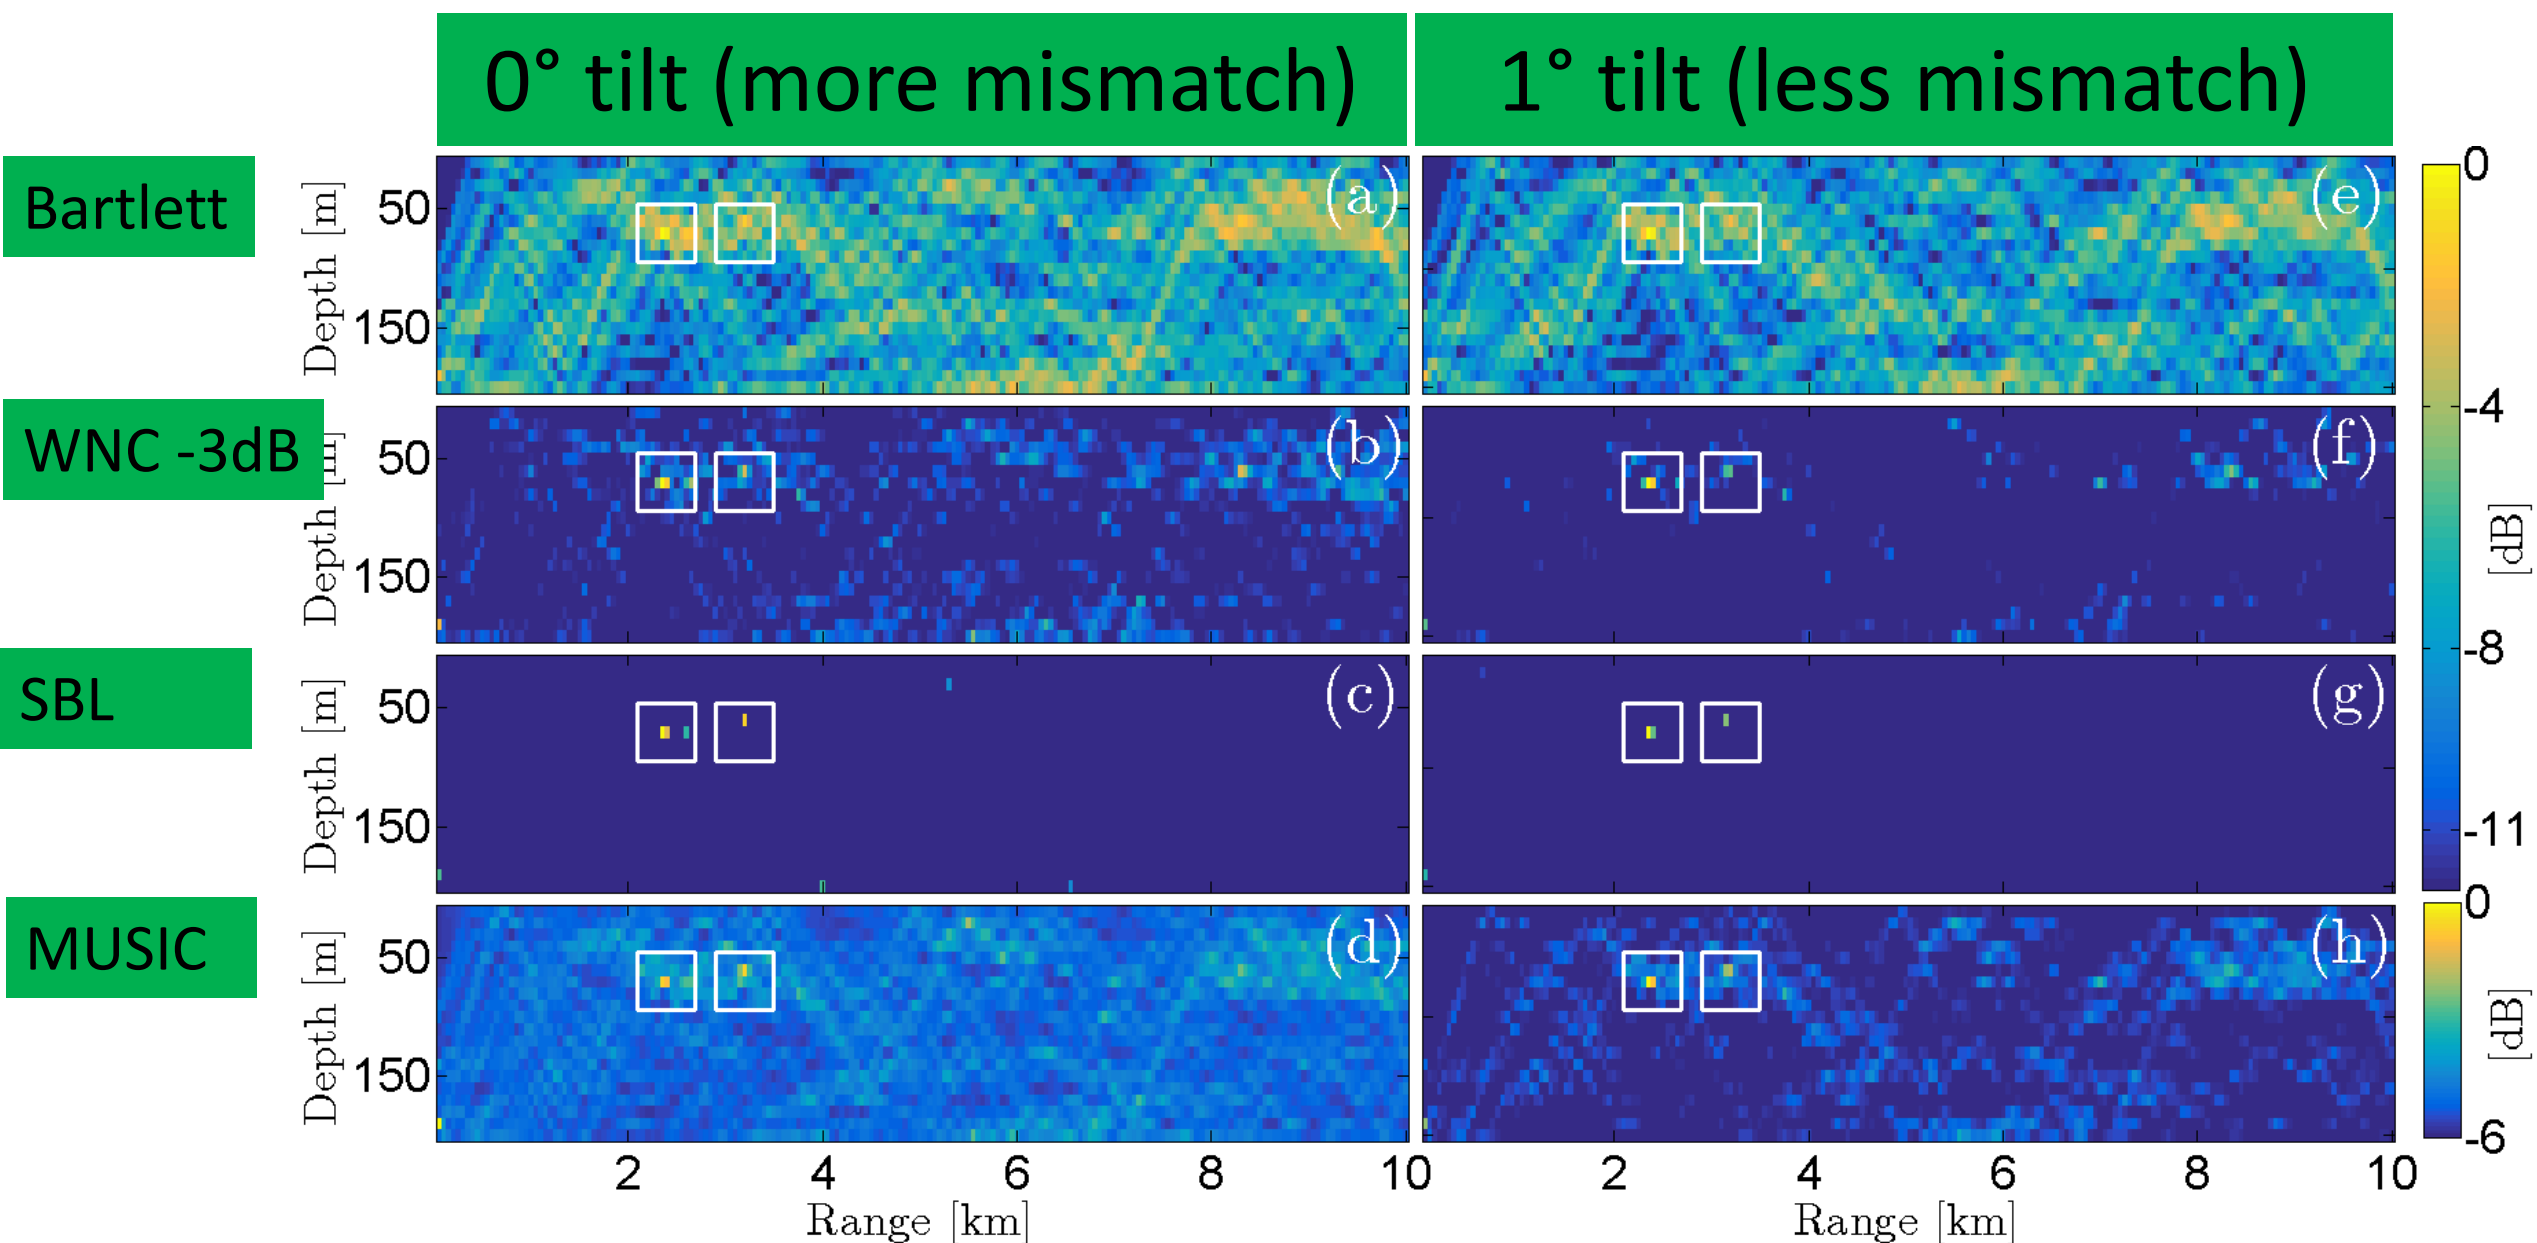 0° tilt (more mismatch)
1° tilt (less mismatch)
Bartlett
Depth [m]
50
150
(a)
(e)
0
-4
-8
-11
[dB]
WNC -3dB
Depth [m]
50
150
(b)
(f)
SBL
Depth [m]
50
150
(c)
(g)
MUSIC
Depth [m]
50
150
(d)
(h)
0
-6
[dB]
2 4 6 8 10
2 4 6 8 10
Range [km]
Range [km]